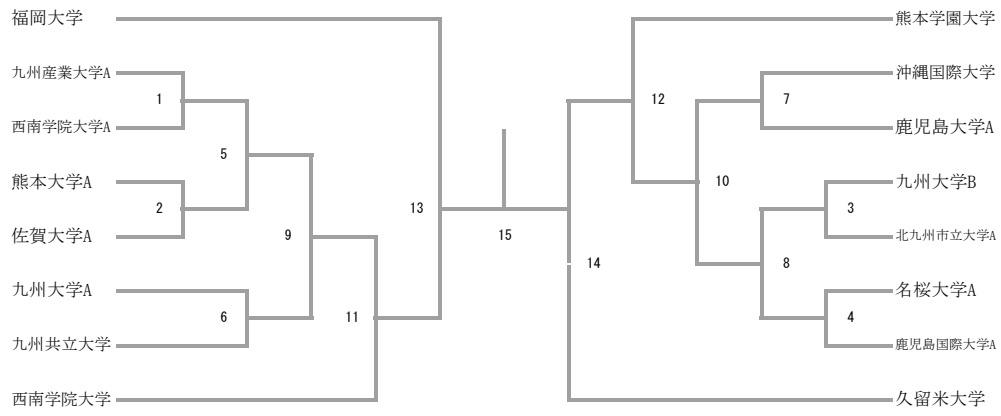 福岡大学
九州産業大学A
1
西南学院大学A
5
熊本大学A
2
佐賀大学A
9
13
九州大学A
6
11
九州共立大学
西南学院大学
15
熊本学園大学
沖縄国際大学
12
7
鹿児島大学A
九州大学B
10
3
北九州市立大学A
14
8
名桜大学A
4
鹿児島国際大学A
久留米大学